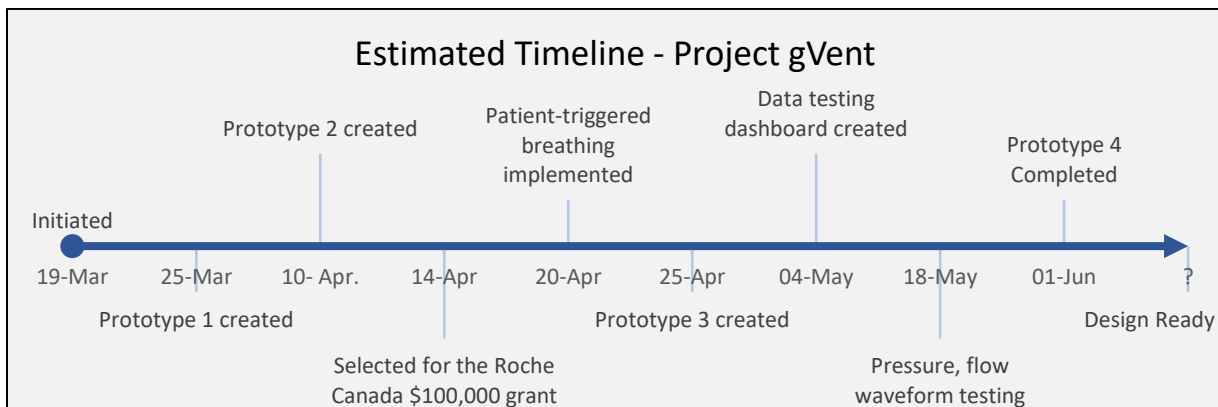 Estimated Timeline - Project gVent
Data testing
dashboard created
Prototype 2 created
Patient-triggered
breathing
implemented
Prototype 4
Completed
Initiated
19-Mar
25-Mar
10- Apr.
14-Apr
20-Apr
25-Apr
04-May
18-May
01-Jun
?
Prototype 1 created
Prototype 3 created
Design Ready
Selected for the Roche
Canada $100,000 grant
Pressure, flow
waveform testing